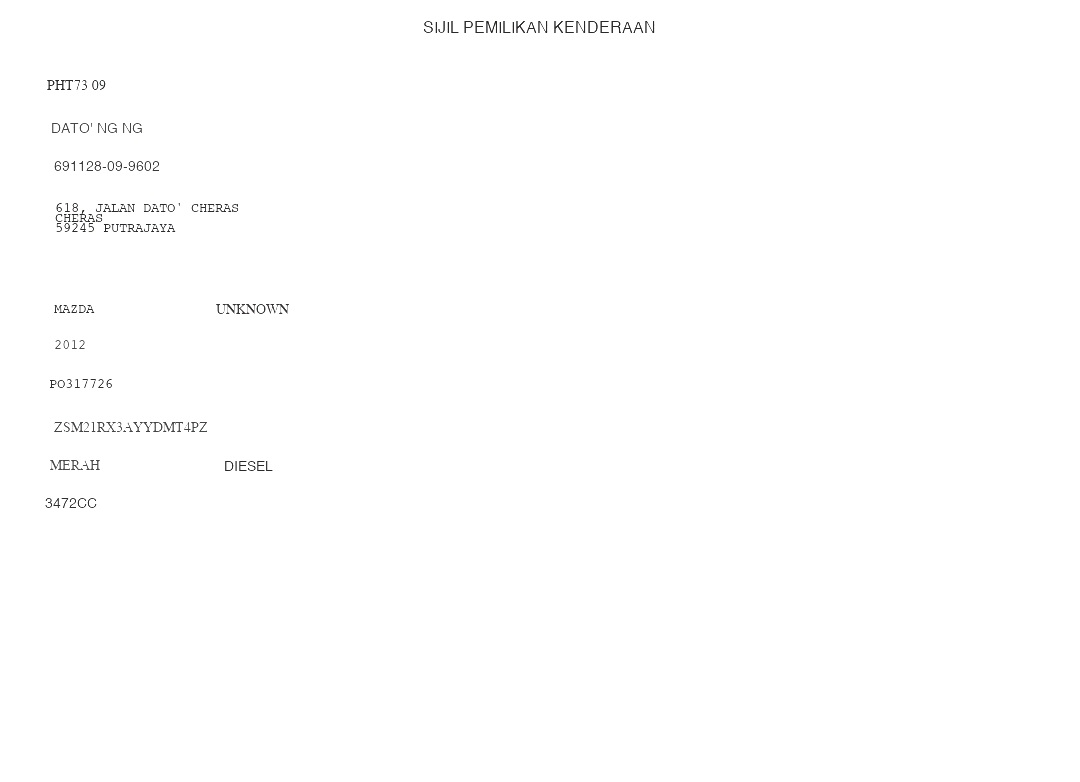 SIJIL PEMILIKAN KENDERAAN
PHT73 09
DATO' NG NG
691128-09-9602
618, JALAN DATO' CHERAS
CHERAS
59245 PUTRAJAYA
MAZDA UNKNOWN
2012
PO317726
ZSM21RX3AYYDMT4PZ
MERAH DIESEL
3472CC